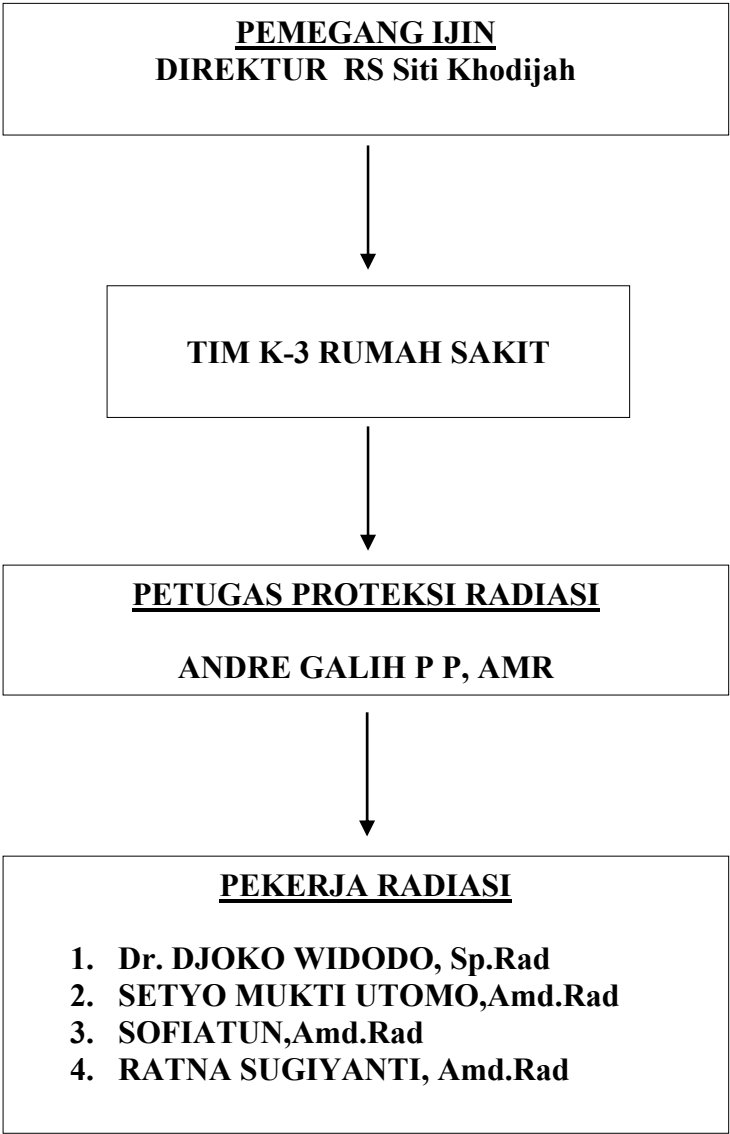 PEMEGANG IJIN
DIREKTUR RS Siti Khodijah
TIM K-3 RUMAH SAKIT
PETUGAS PROTEKSI RADIASI
ANDRE GALIH P P, AMR
PEKERJA RADIASI
1. Dr. DJOKO WIDODO, Sp.Rad
2. SETYO MUKTI UTOMO,Amd.Rad
3. SOFIATUN,Amd.Rad
4. RATNA SUGIYANTI, Amd.Rad